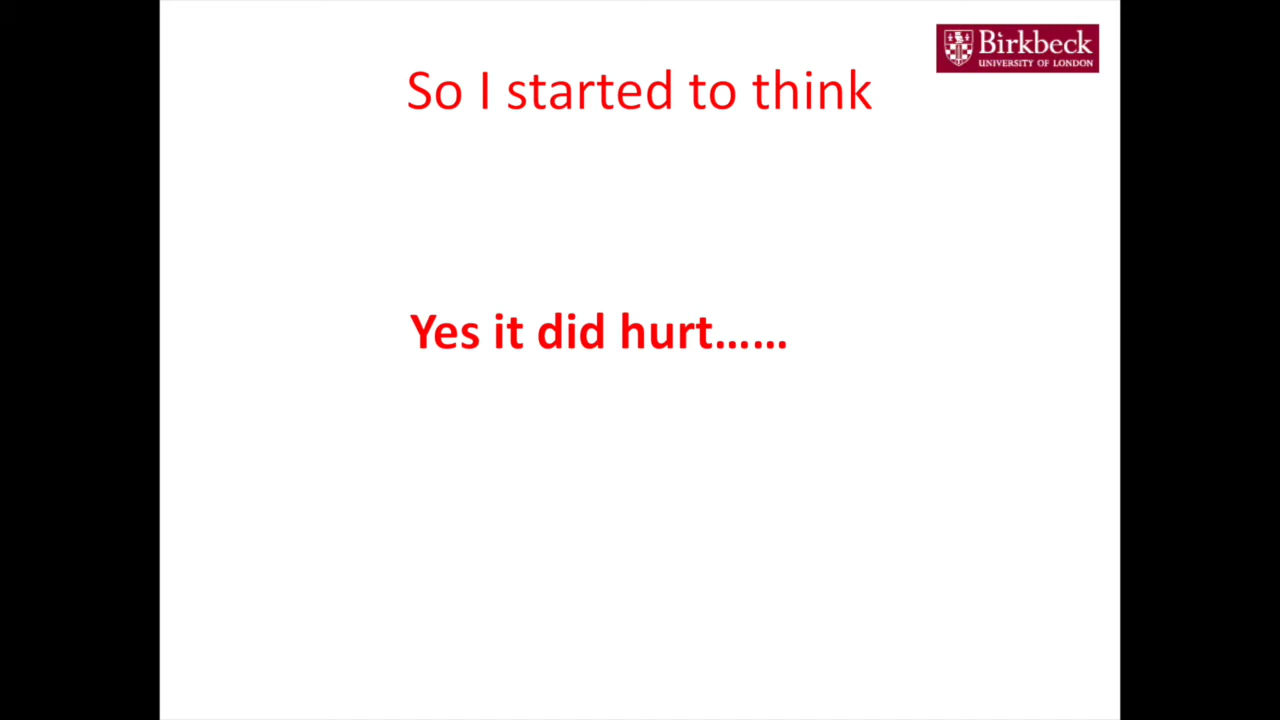 Birkbeck
UNIVERSITY OF LONDON
So I started to think
Yes it did hurt……